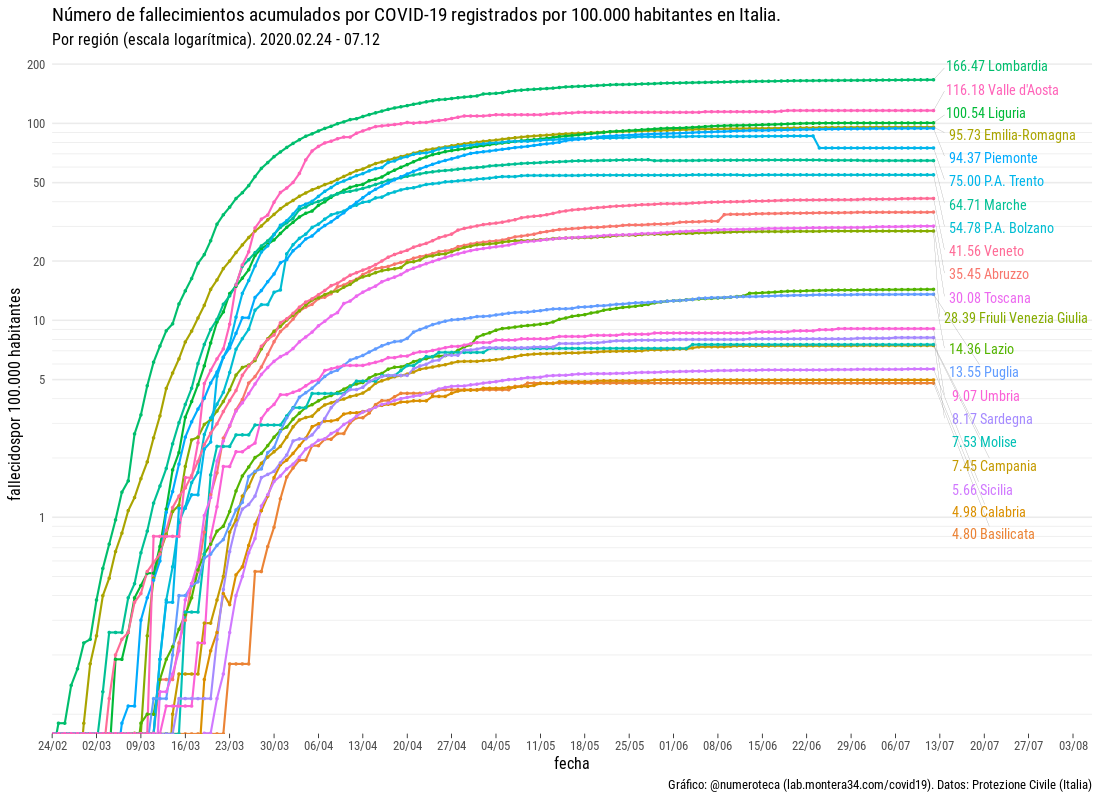 Número de fallecimientos acumulados por COVID-19 registrados por 100.000 habitantes en Italia.
Por región (escala logarítmica). 2020.02.24 - 07.12
200
100
50
20
10
5
1
fallecidospor 100.000 habitantes
166.47 Lombardia
116.18 Valle d'Aosta
100.54 Liguria
95.73 Emilia-Romagna
94.37 Piemonte
75.00 P.A. Trento
64.71 Marche
54.78 P.A. Bolzano
41.56 Veneto
35.45 Abruzzo
30.08 Toscana
28.39 Friuli Venezia Giulia
14.36 Lazio
13.55 Puglia
9.07 Umbria
8.17 Sardegna
7.53 Molise
7.45 Campania
5.66 Sicilia
4.98 Calabria
4.80 Basilicata
24/02 02/03 09/03 16/03 23/03 30/03 06/04 13/04 20/04 27/04 04/05 11/05 18/05 25/05 01/06 08/06 15/06 22/06 29/06 06/07 13/07 20/07 27/07 03/08
fecha
Gráfico: @numeroteca (lab.montera34.com/covid19). Datos: Protezione Civile (Italia)